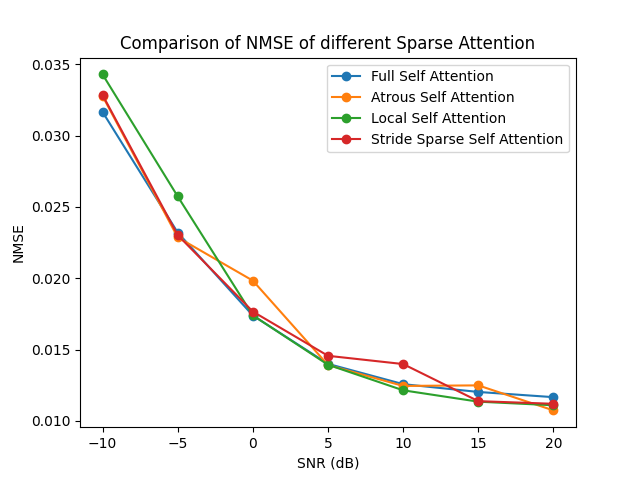 Comparison of NMSE of different Sparse Attention
Full Self Attention
Atrous Self Attention
Local Self Attention
Stride Sparse Self Attention
NMSE
0.035
0.030
0.025
0.020
0.015
0.010
−10
−5
0
5
10
15
20
SNR (dB)